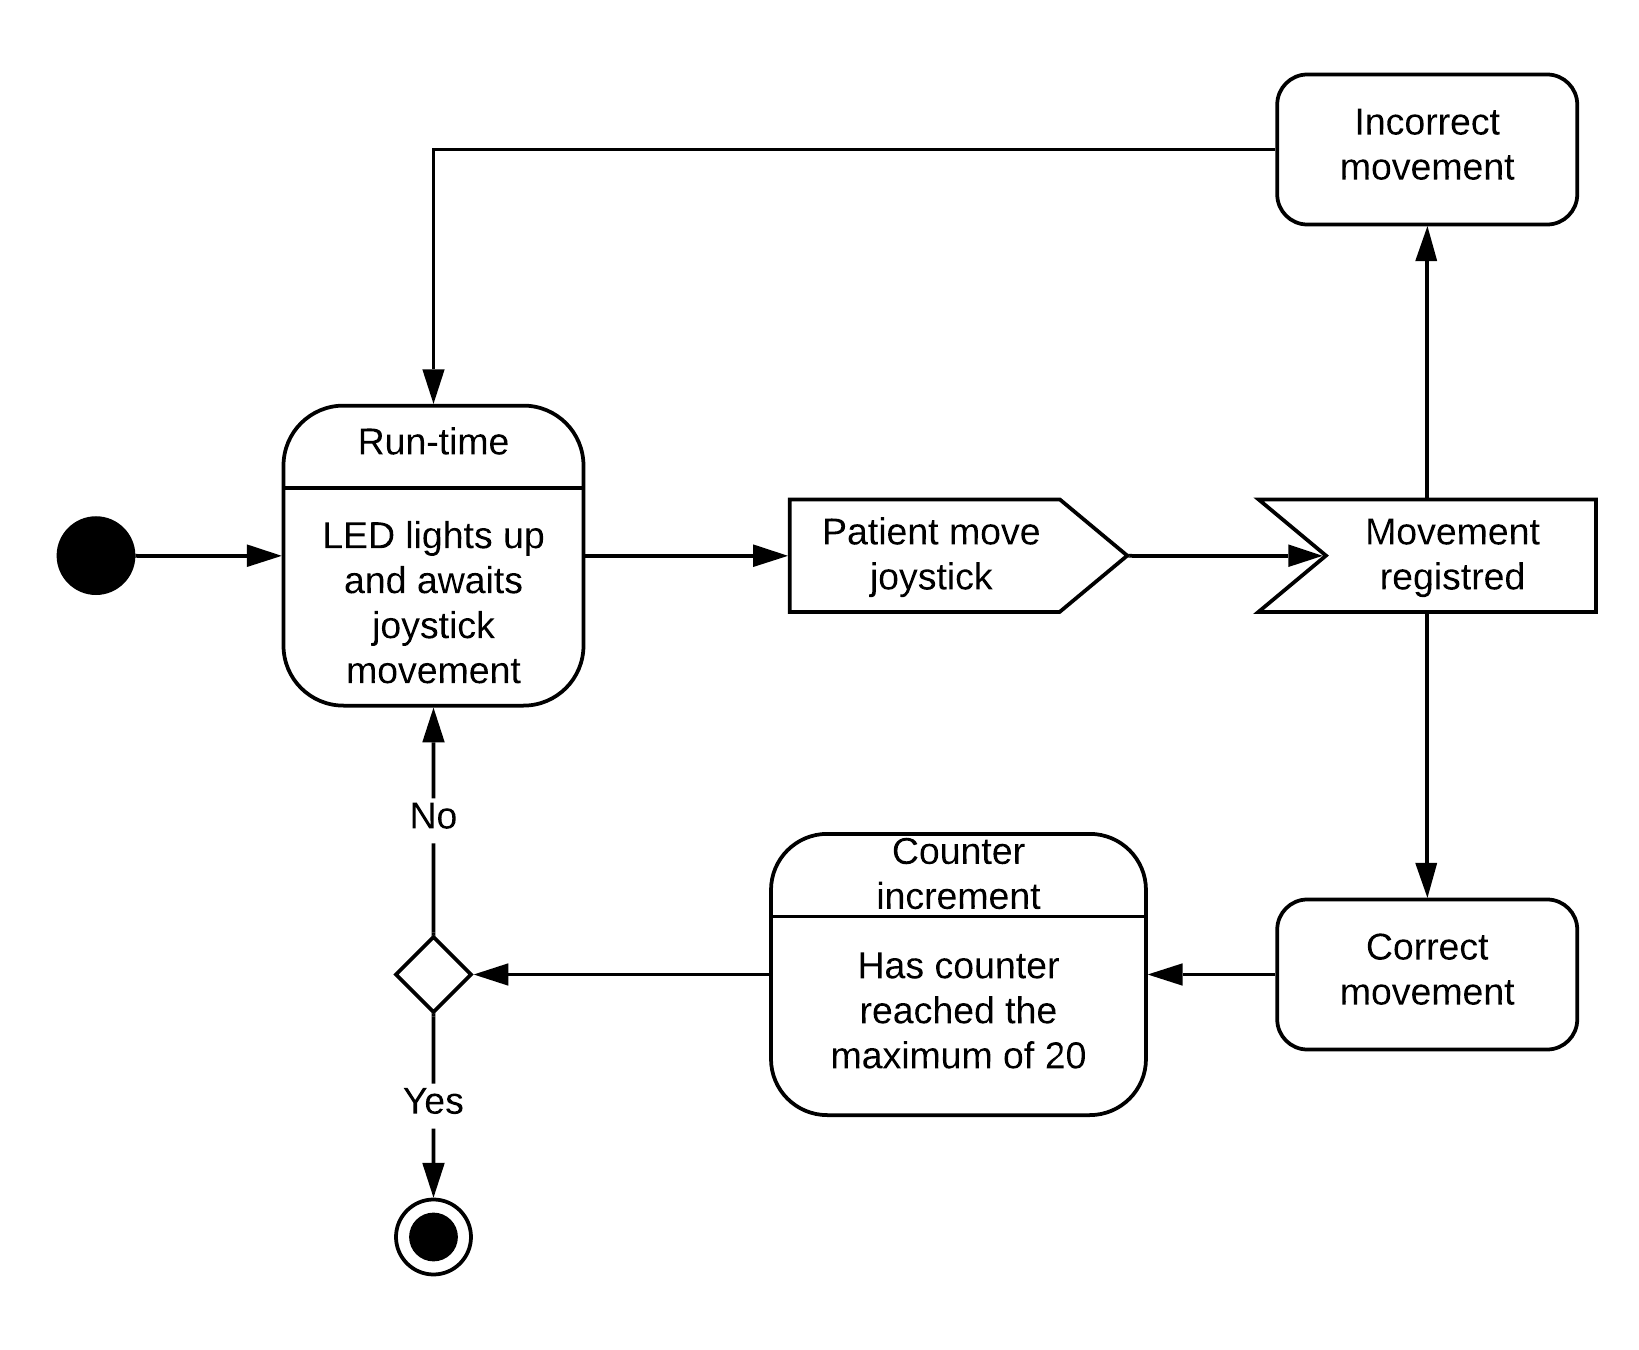 Incorrect
movement
Run-time
LED lights up
and awaits
joystick
movement
Patient move
joystick
Movement
registred
No
Counter
increment
Has counter
reached the
maximum of 20
Correct
movement
Yes